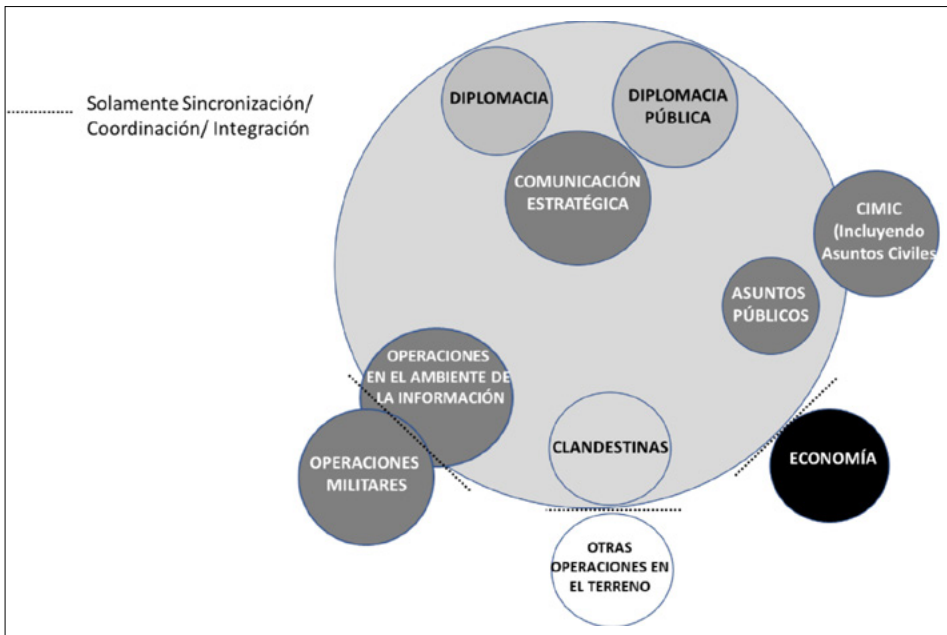 Solamente Sincronización/
Coordinación/ Integración
DIPLOMACIA
DIPLOMACIA
PÚBLICA
COMUNICACIÓN
ESTRATÉGICA
CIMIC
(Incluyendo
Asuntos Civiles
ASUNTOS
PÚBLICOS
OPERACIONES
EN EL AMBIENTE DE
LA INFORMACIÓN
OPERACIONES
MILITARES
CLANDESTINAS
ECONOMÍA
OTRAS
OPERACIONES EN
EL TERRENO